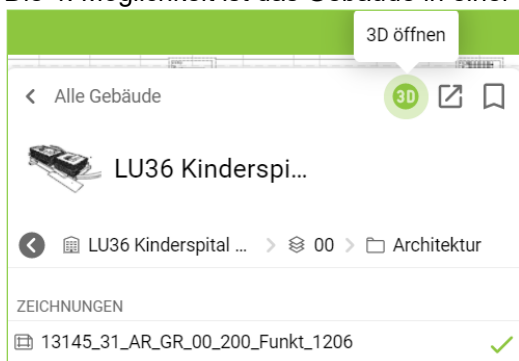 3D öffnen
Alle Gebäude 3D
LU36 Kinderspi...
LU36 Kinderspital ... > 00 > Architektur
ZEICHNUNGEN
13145_31_AR_GR_00_200_Funkt_1206